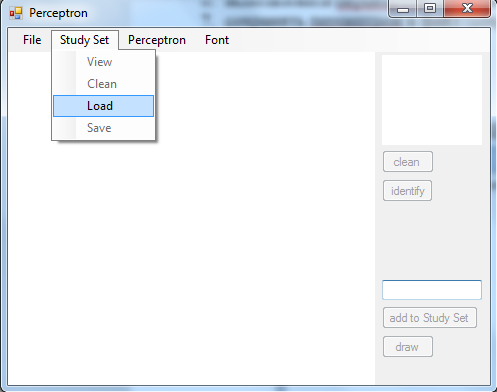 Perceptron
File Study Set Perceptron Font
View
Clean
Load
Save
clean
identify
add to Study Set
draw